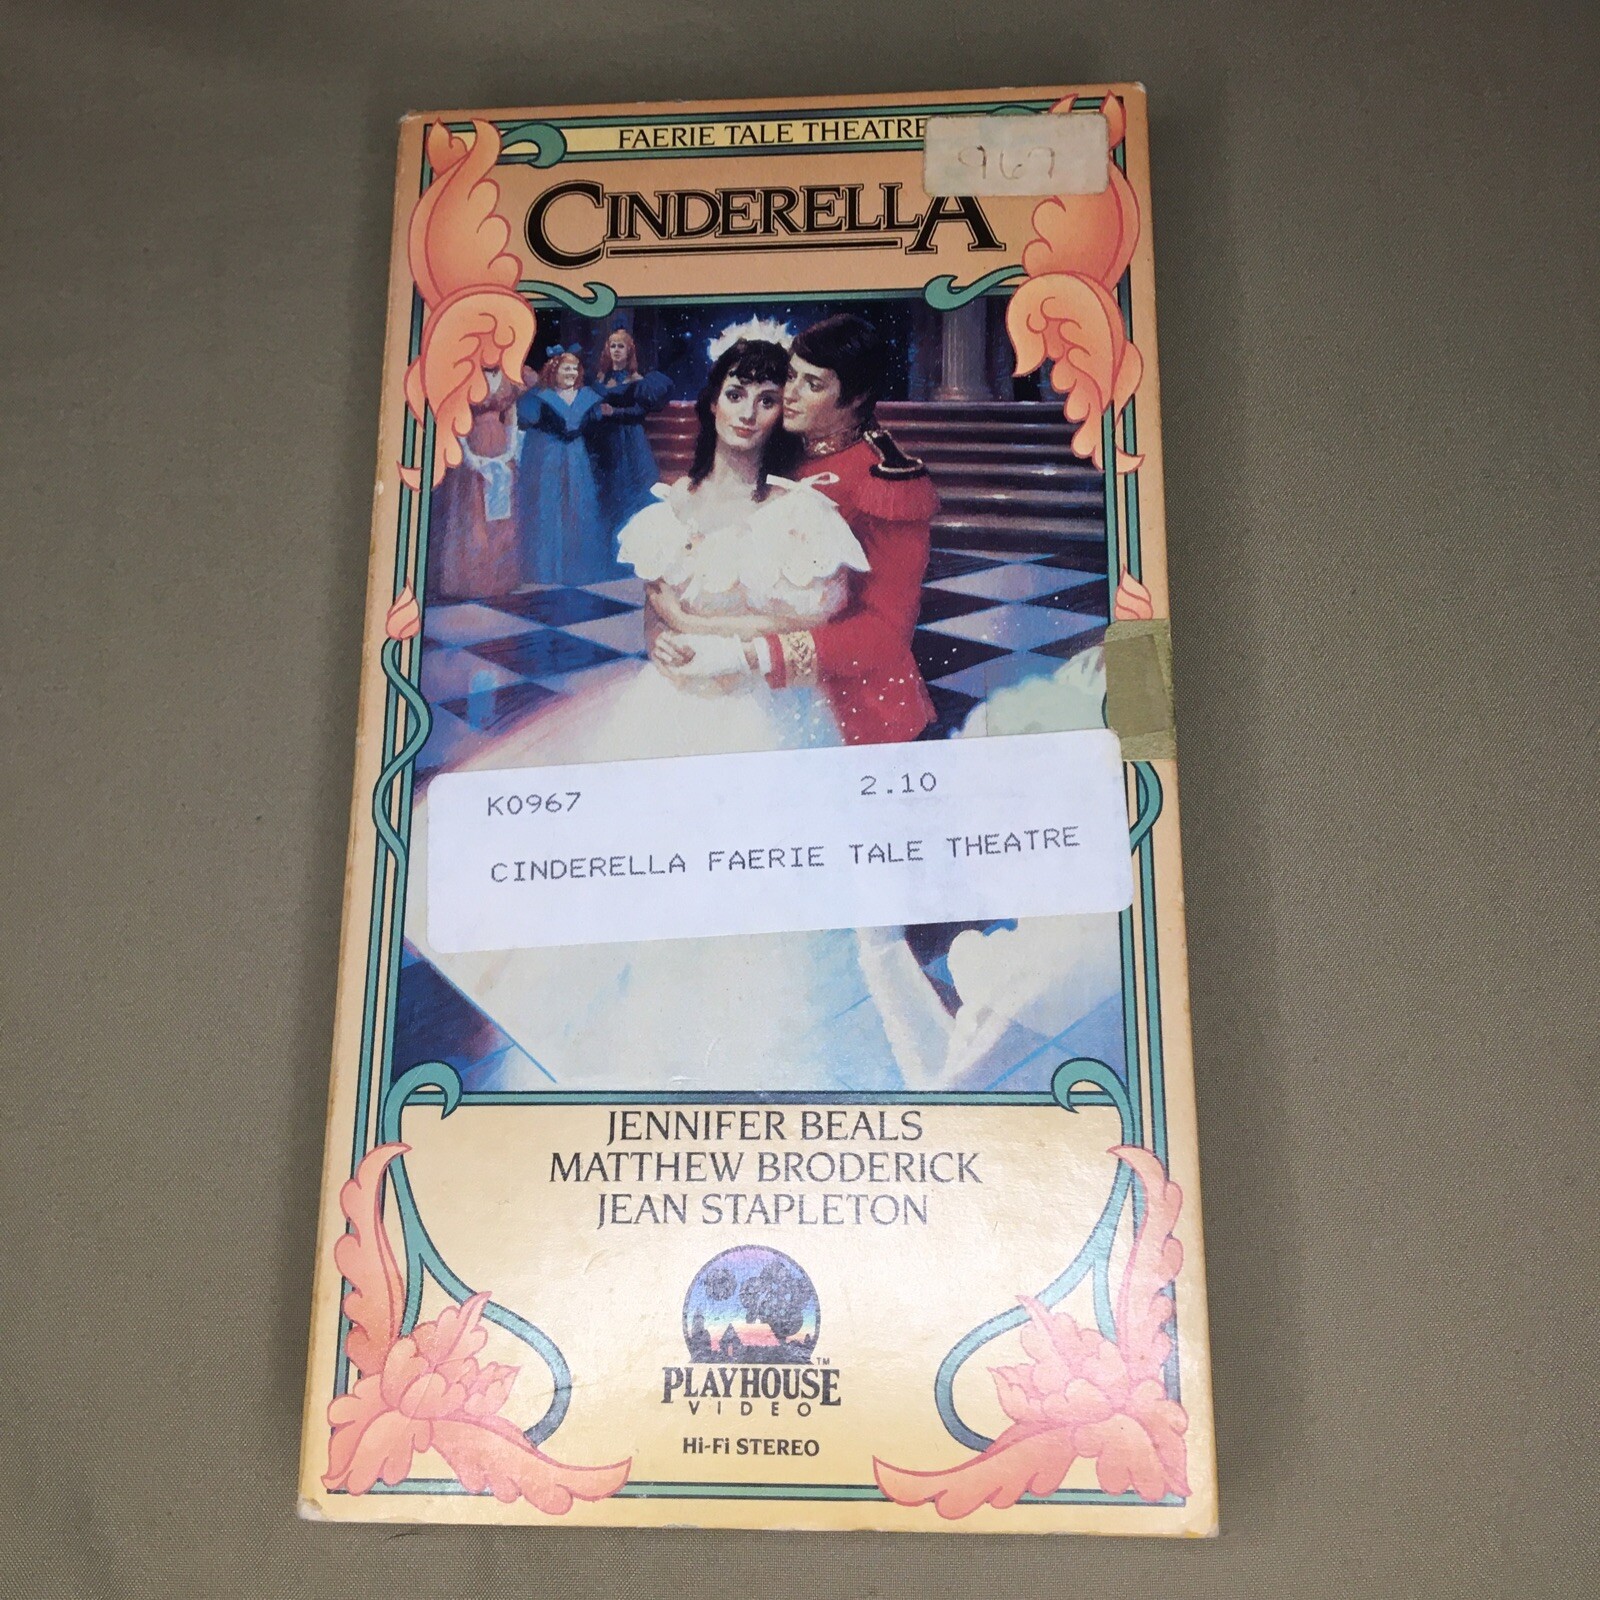 FAERIE TALE THEATRE
967
CINDERELLA
K0967 2.10
CINDERELLA FAERIE TALE THEATRE
JENNIFER BEALS
MATTHEW BRODERICK
JEAN STAPLETON
PLAYHOUSE™
VIDEO
Hi-Fi STEREO